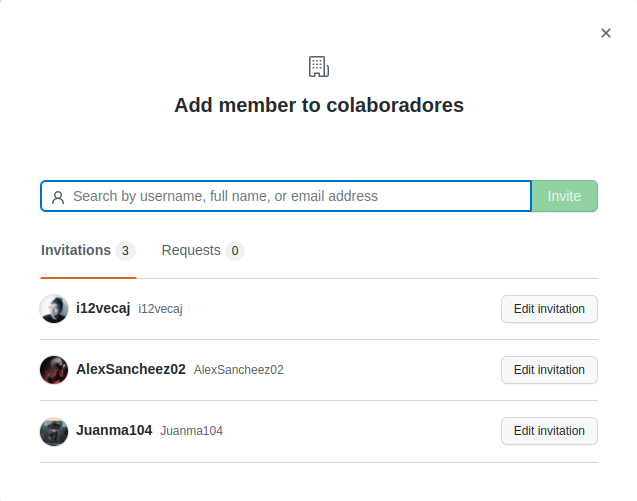 Add member to colaboradores
Search by username, full name, or email address
Invite
Invitations 3
Requests 0
i12vecaj i12vecaj
Edit invitation
AlexSancheez02 AlexSancheez02
Edit invitation
Juanma104 Juanma104
Edit invitation